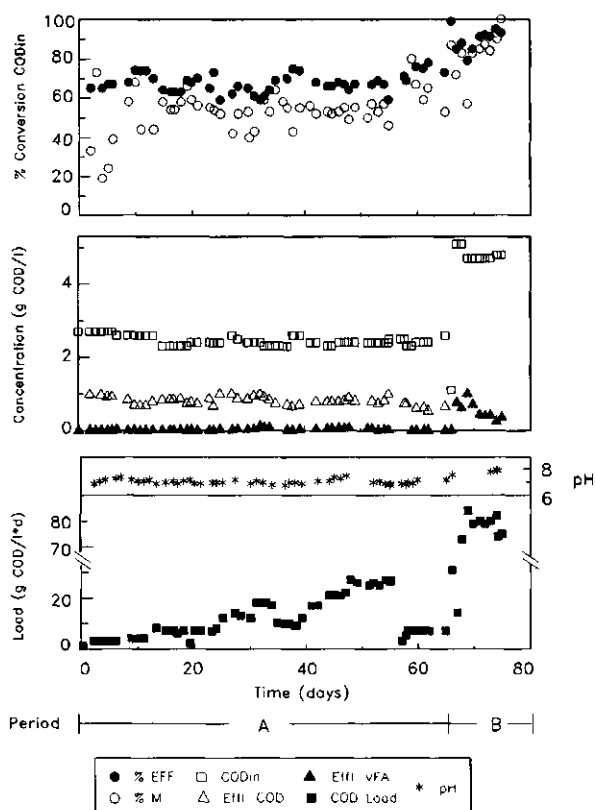 % Conversion CODin
100
80
60
40
20
0
Concentration (g COD/l)
4
2
0
8
6
pH
Load (g COD/l*d)
80
70
20
0
0
20
40
60
80
Time (days)
Period
A
B
% EFF
CODin
Effl VFA
pH
% M
Effl COD
COD Load